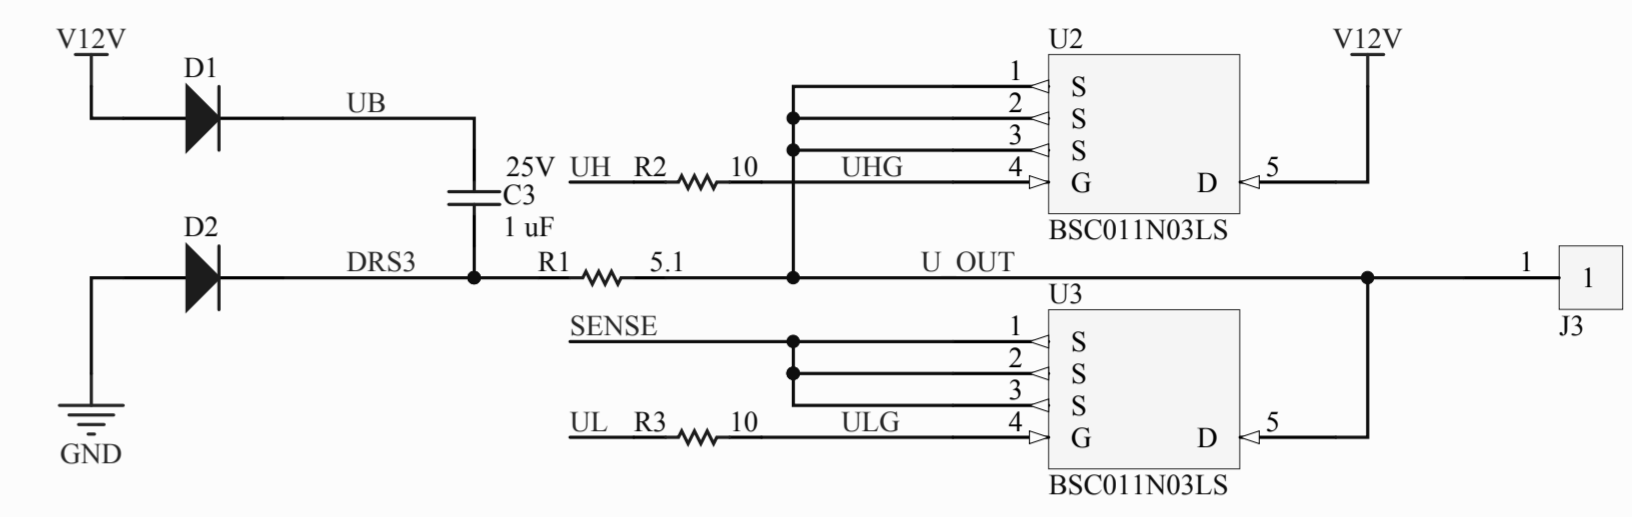 V12V
U2
V12V
D1
1
S
UB
2
S
3
S
25V
UH
R2
10
UHG
4
G
D
5
C3
1 uF
BSC011N03LS
D2
DRS3
R1
5.1
U_OUT
1
1
U3
J3
SENSE
1
S
2
S
3
S
UL
R3
10
ULG
4
G
D
5
GND
BSC011N03LS